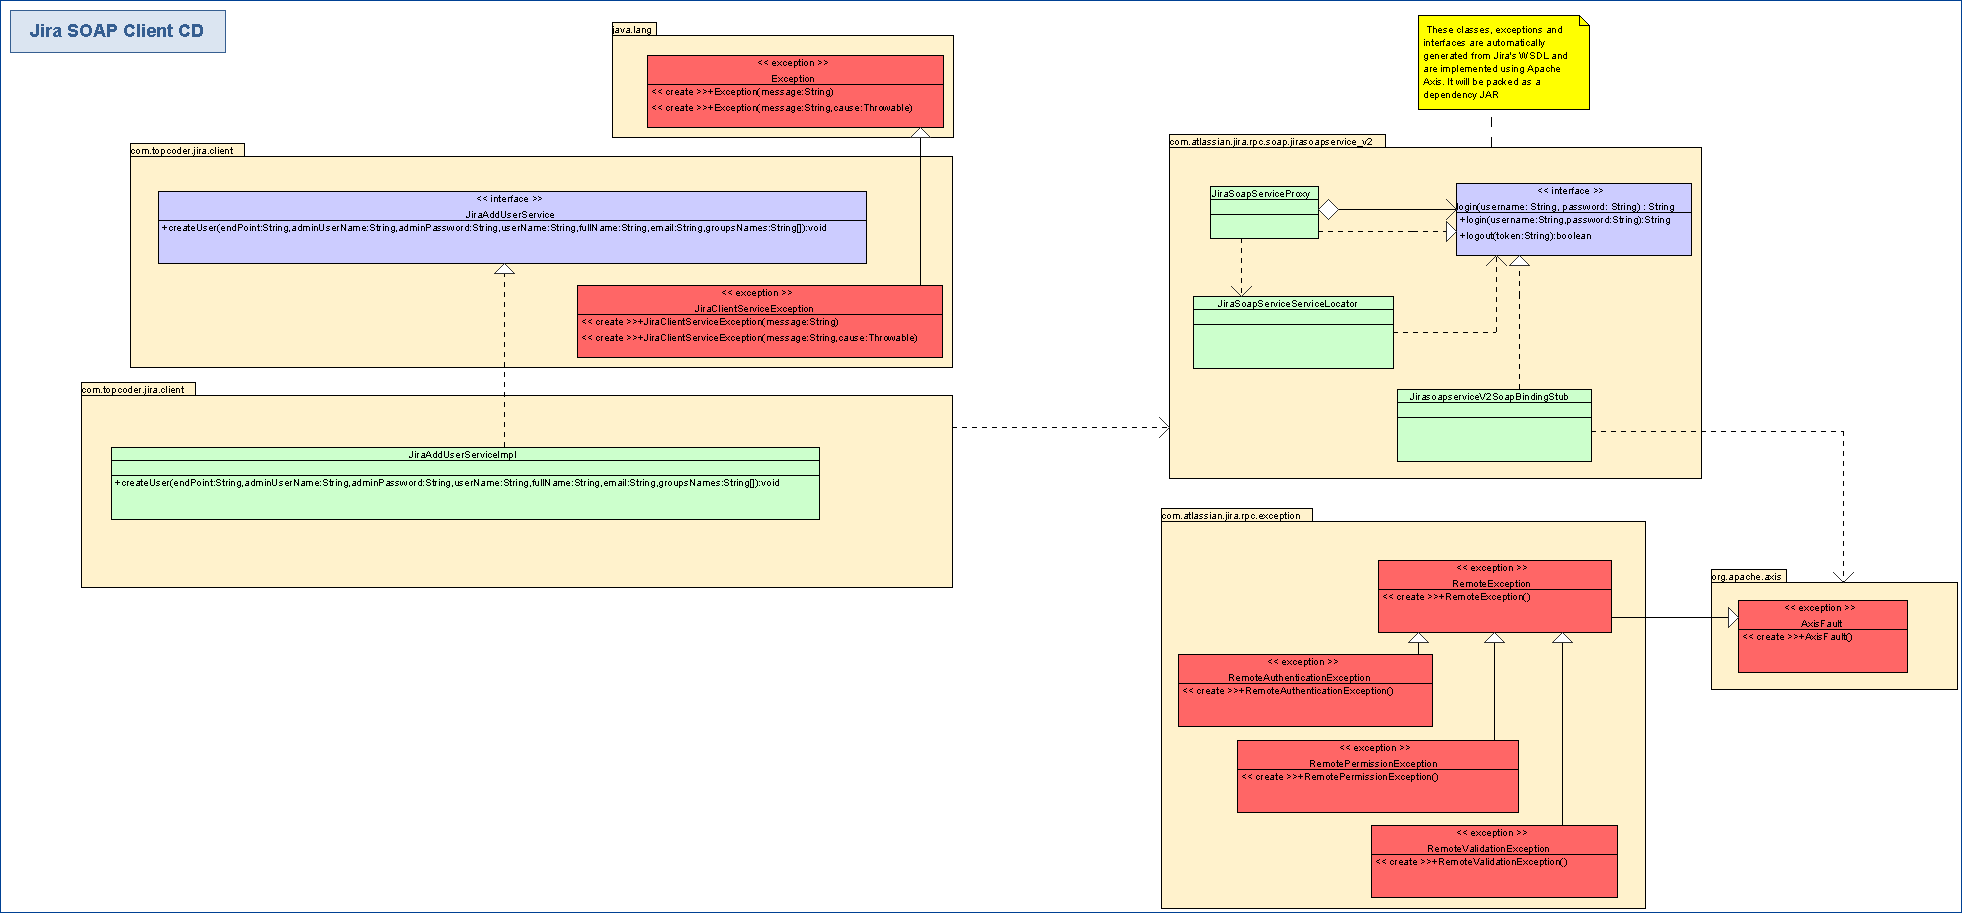 Jira SOAP Client CD
java.lang
<< exception >>
Exception
<< create >>+Exception(message:String)
<< create >>+Exception(message:String,cause:Throwable)
These classes, exceptions and
interfaces are automatically
generated from Jira's WSDL and
are implemented using Apache
Axis. It will be packed as a
dependency JAR
com.topcoder.jira.client
<< interface >>
JiraAddUserService
+createUser(endPoint:String,adminUserName:String,adminPassword:String,userName:String,fullName:String,email:String,groupsNames:String[]):void
<< exception >>
JiraClientServiceException
<< create >>+JiraClientServiceException(message:String)
<< create >>+JiraClientServiceException(message:String,cause:Throwable)
com.topcoder.jira.client
JiraAddUserServiceImpl
+createUser(endPoint:String,adminUserName:String,adminPassword:String,userName:String,fullName:String,email:String,groupsNames:String[]):void
com.atlassian.jira.rpc.soap.jirasoapservice_v2
JiraSoapServiceProxy
<< interface >>
login(username: String, password: String) : String
+login(username:String,password:String):String
+logout(token:String):boolean
JiraSoapServiceServiceLocator
JirasoapserviceV2SoapBindingStub
com.atlassian.jira.rpc.exception
<< exception >>
RemoteException
<< create >>+RemoteException()
<< exception >>
RemoteAuthenticationException
<< create >>+RemoteAuthenticationException()
<< exception >>
RemotePermissionException
<< create >>+RemotePermissionException()
<< exception >>
RemoteValidationException
<< create >>+RemoteValidationException()
org.apache.axis
<< exception >>
AxisFault
<< create >>+AxisFault()